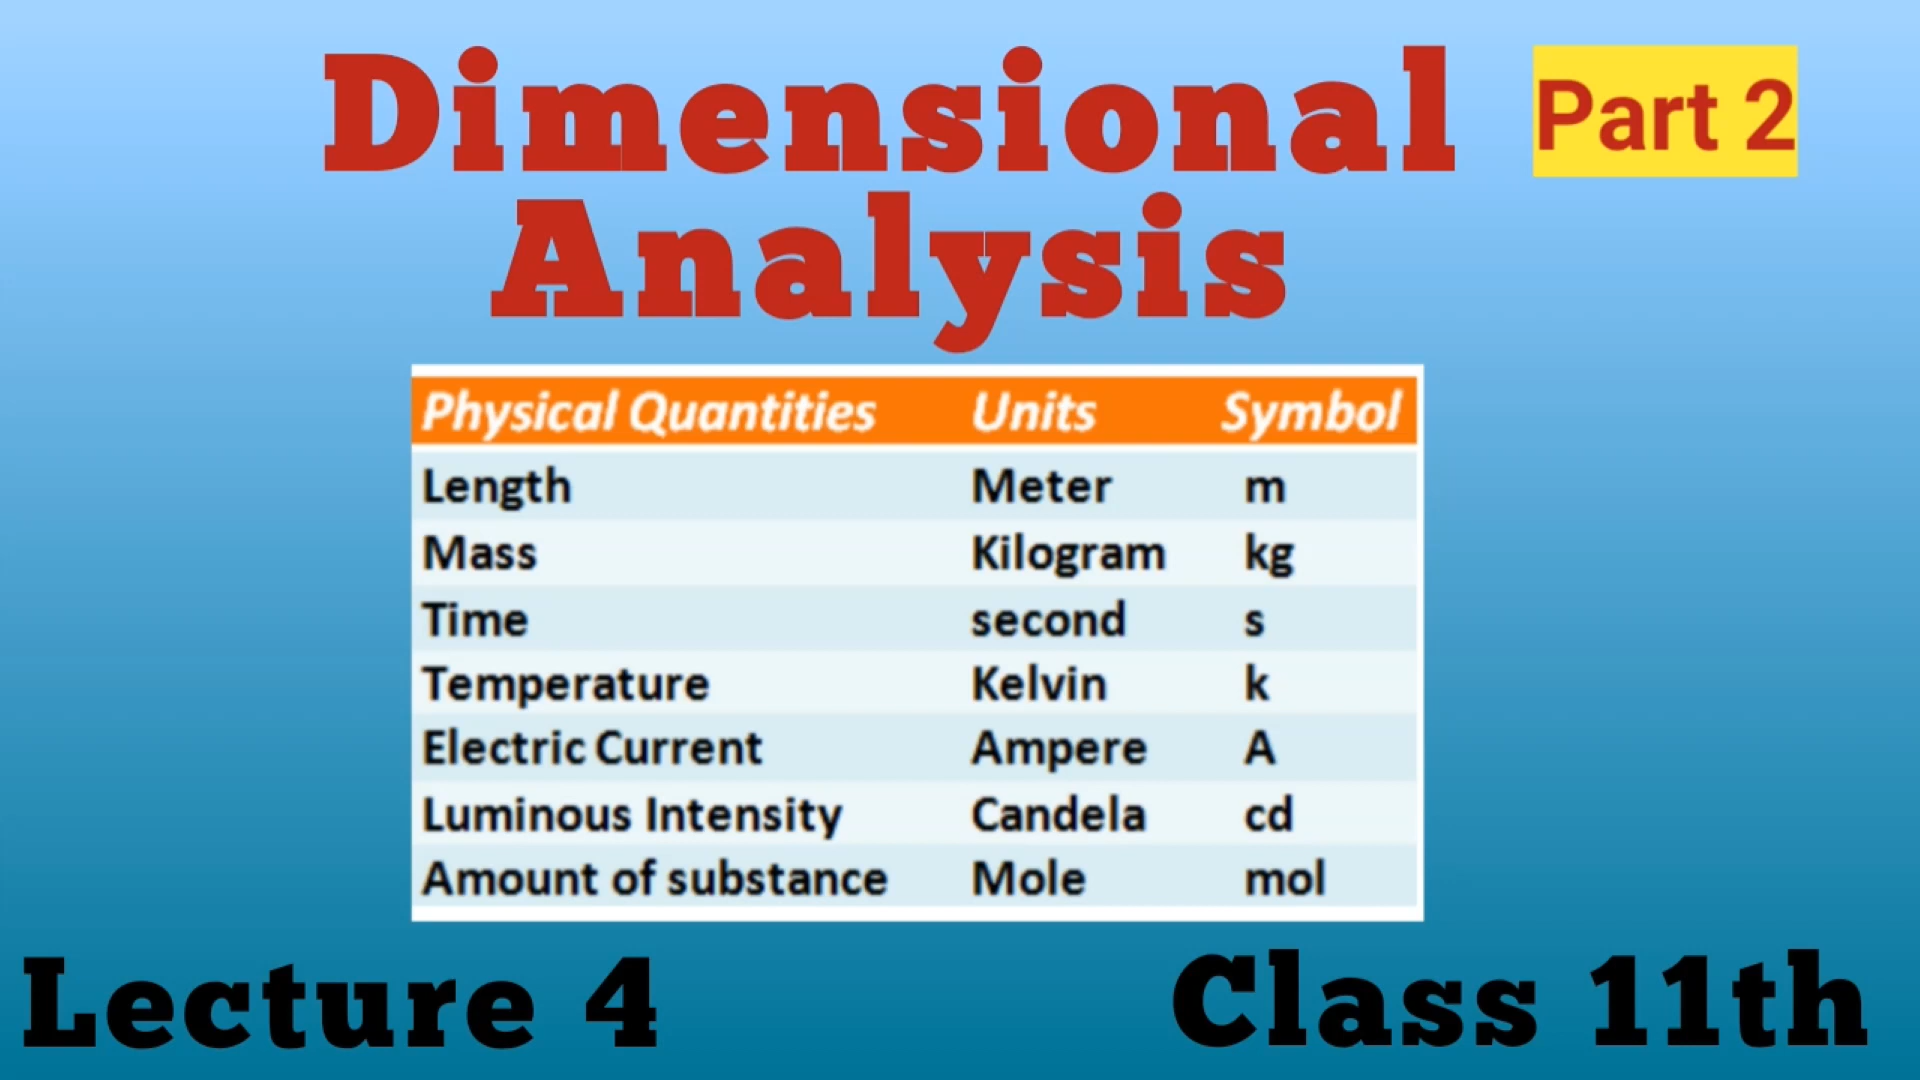 Dimensional
Analysis
Part 2
Physical Quantities Units Symbol
Length Meter m
Mass Kilogram kg
Time second s
Temperature Kelvin k
Electric Current Ampere A
Luminous Intensity Candela cd
Amount of substance Mole mol
Lecture 4
Class 11th